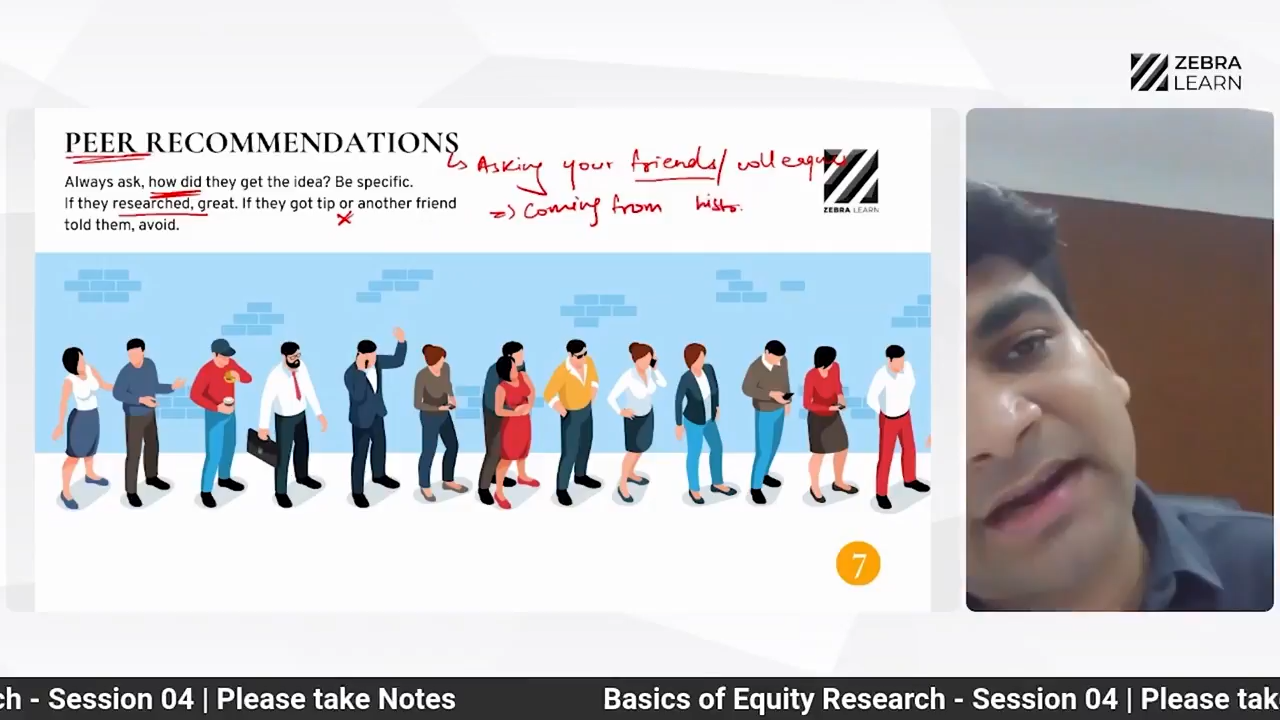 ZEBRA
LEARN
PEER RECOMMENDATIONS
↳ Asking your friends/
Always ask, how did they get the idea? Be specific.
If they researched, great. If they got tip or another friend
told them, avoid.
=) Coming from
ZEBRA LEARN
7
ch - Session 04 | Please take Notes
Basics of Equity Research - Session 04 | Please tak